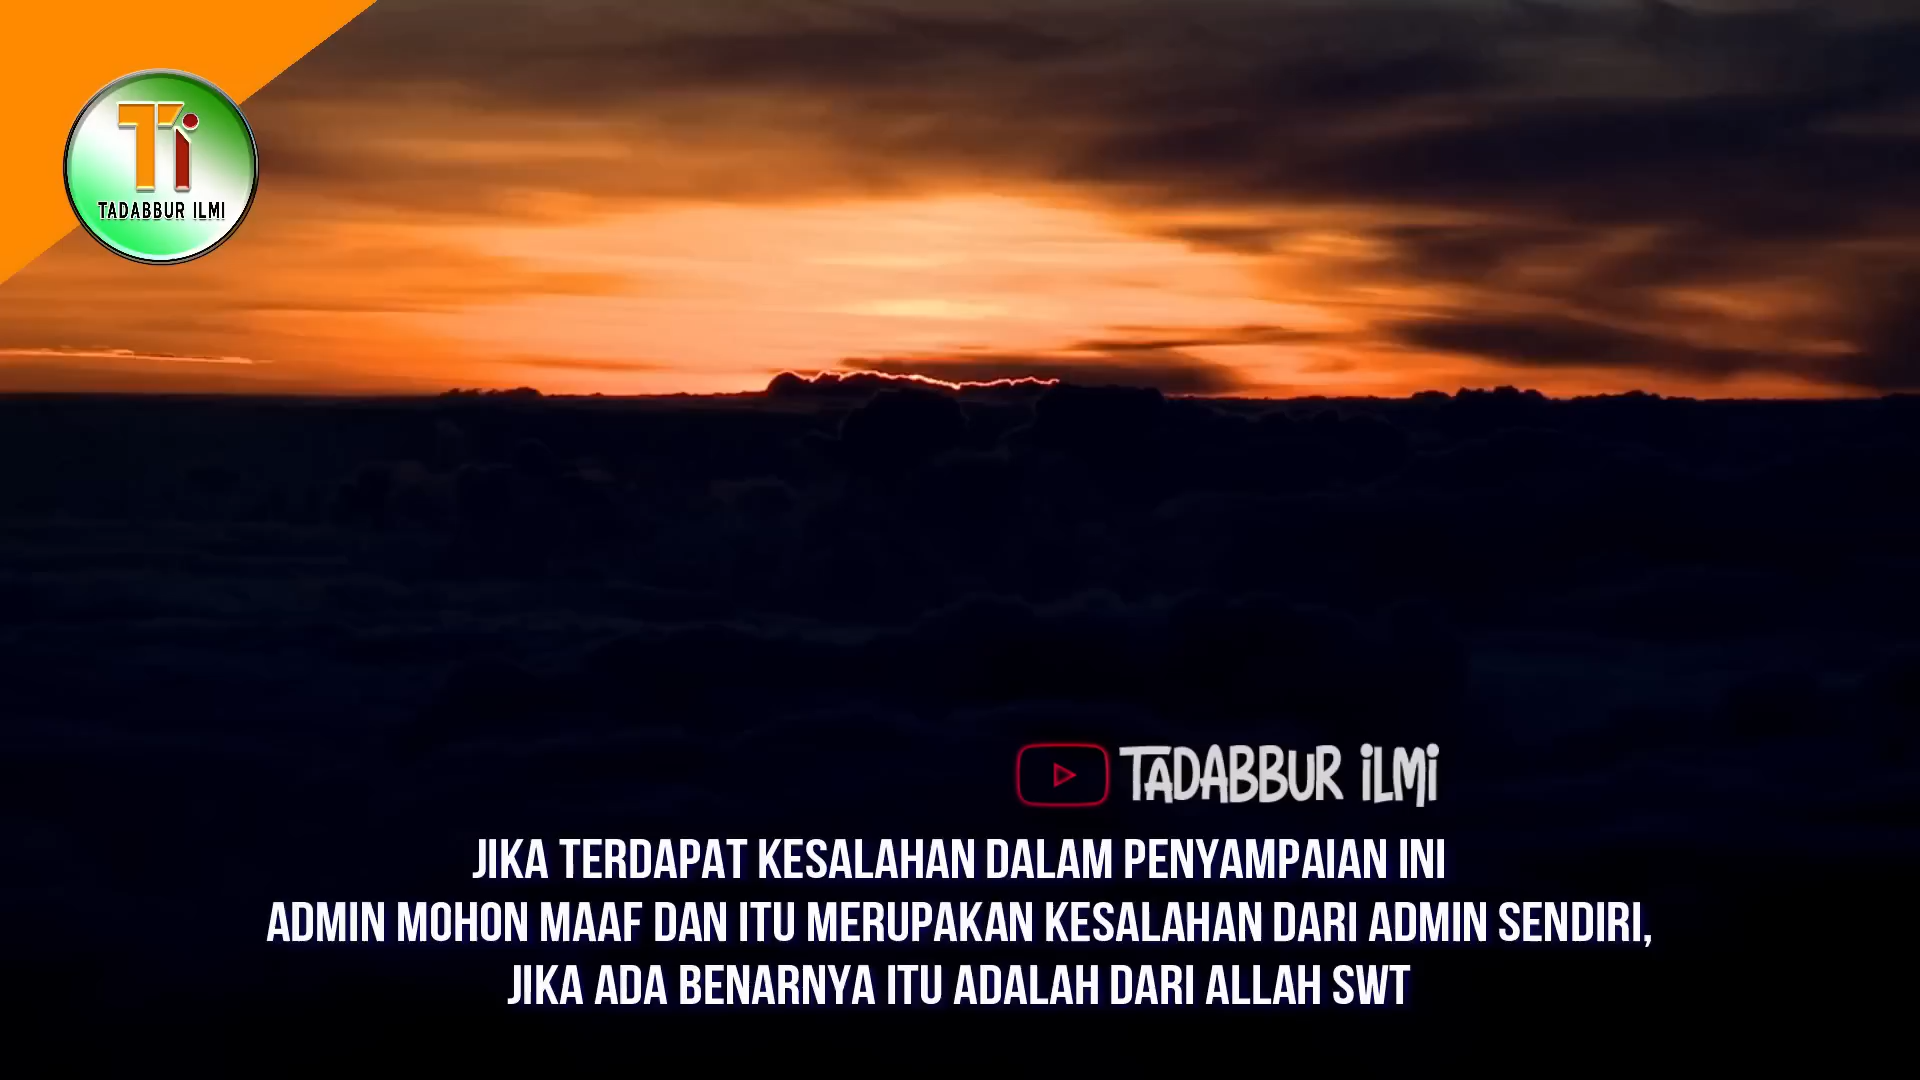 Ti
TADABBUR ILMI
TADABBUR iLMi
JIKA TERDAPAT KESALAHAN DALAM PENYAMPAIAN INI
ADMIN MOHON MAAF DAN ITU MERUPAKAN KESALAHAN DARI ADMIN SENDIRI,
JIKA ADA BENARNYA ITU ADALAH DARI ALLAH SWT